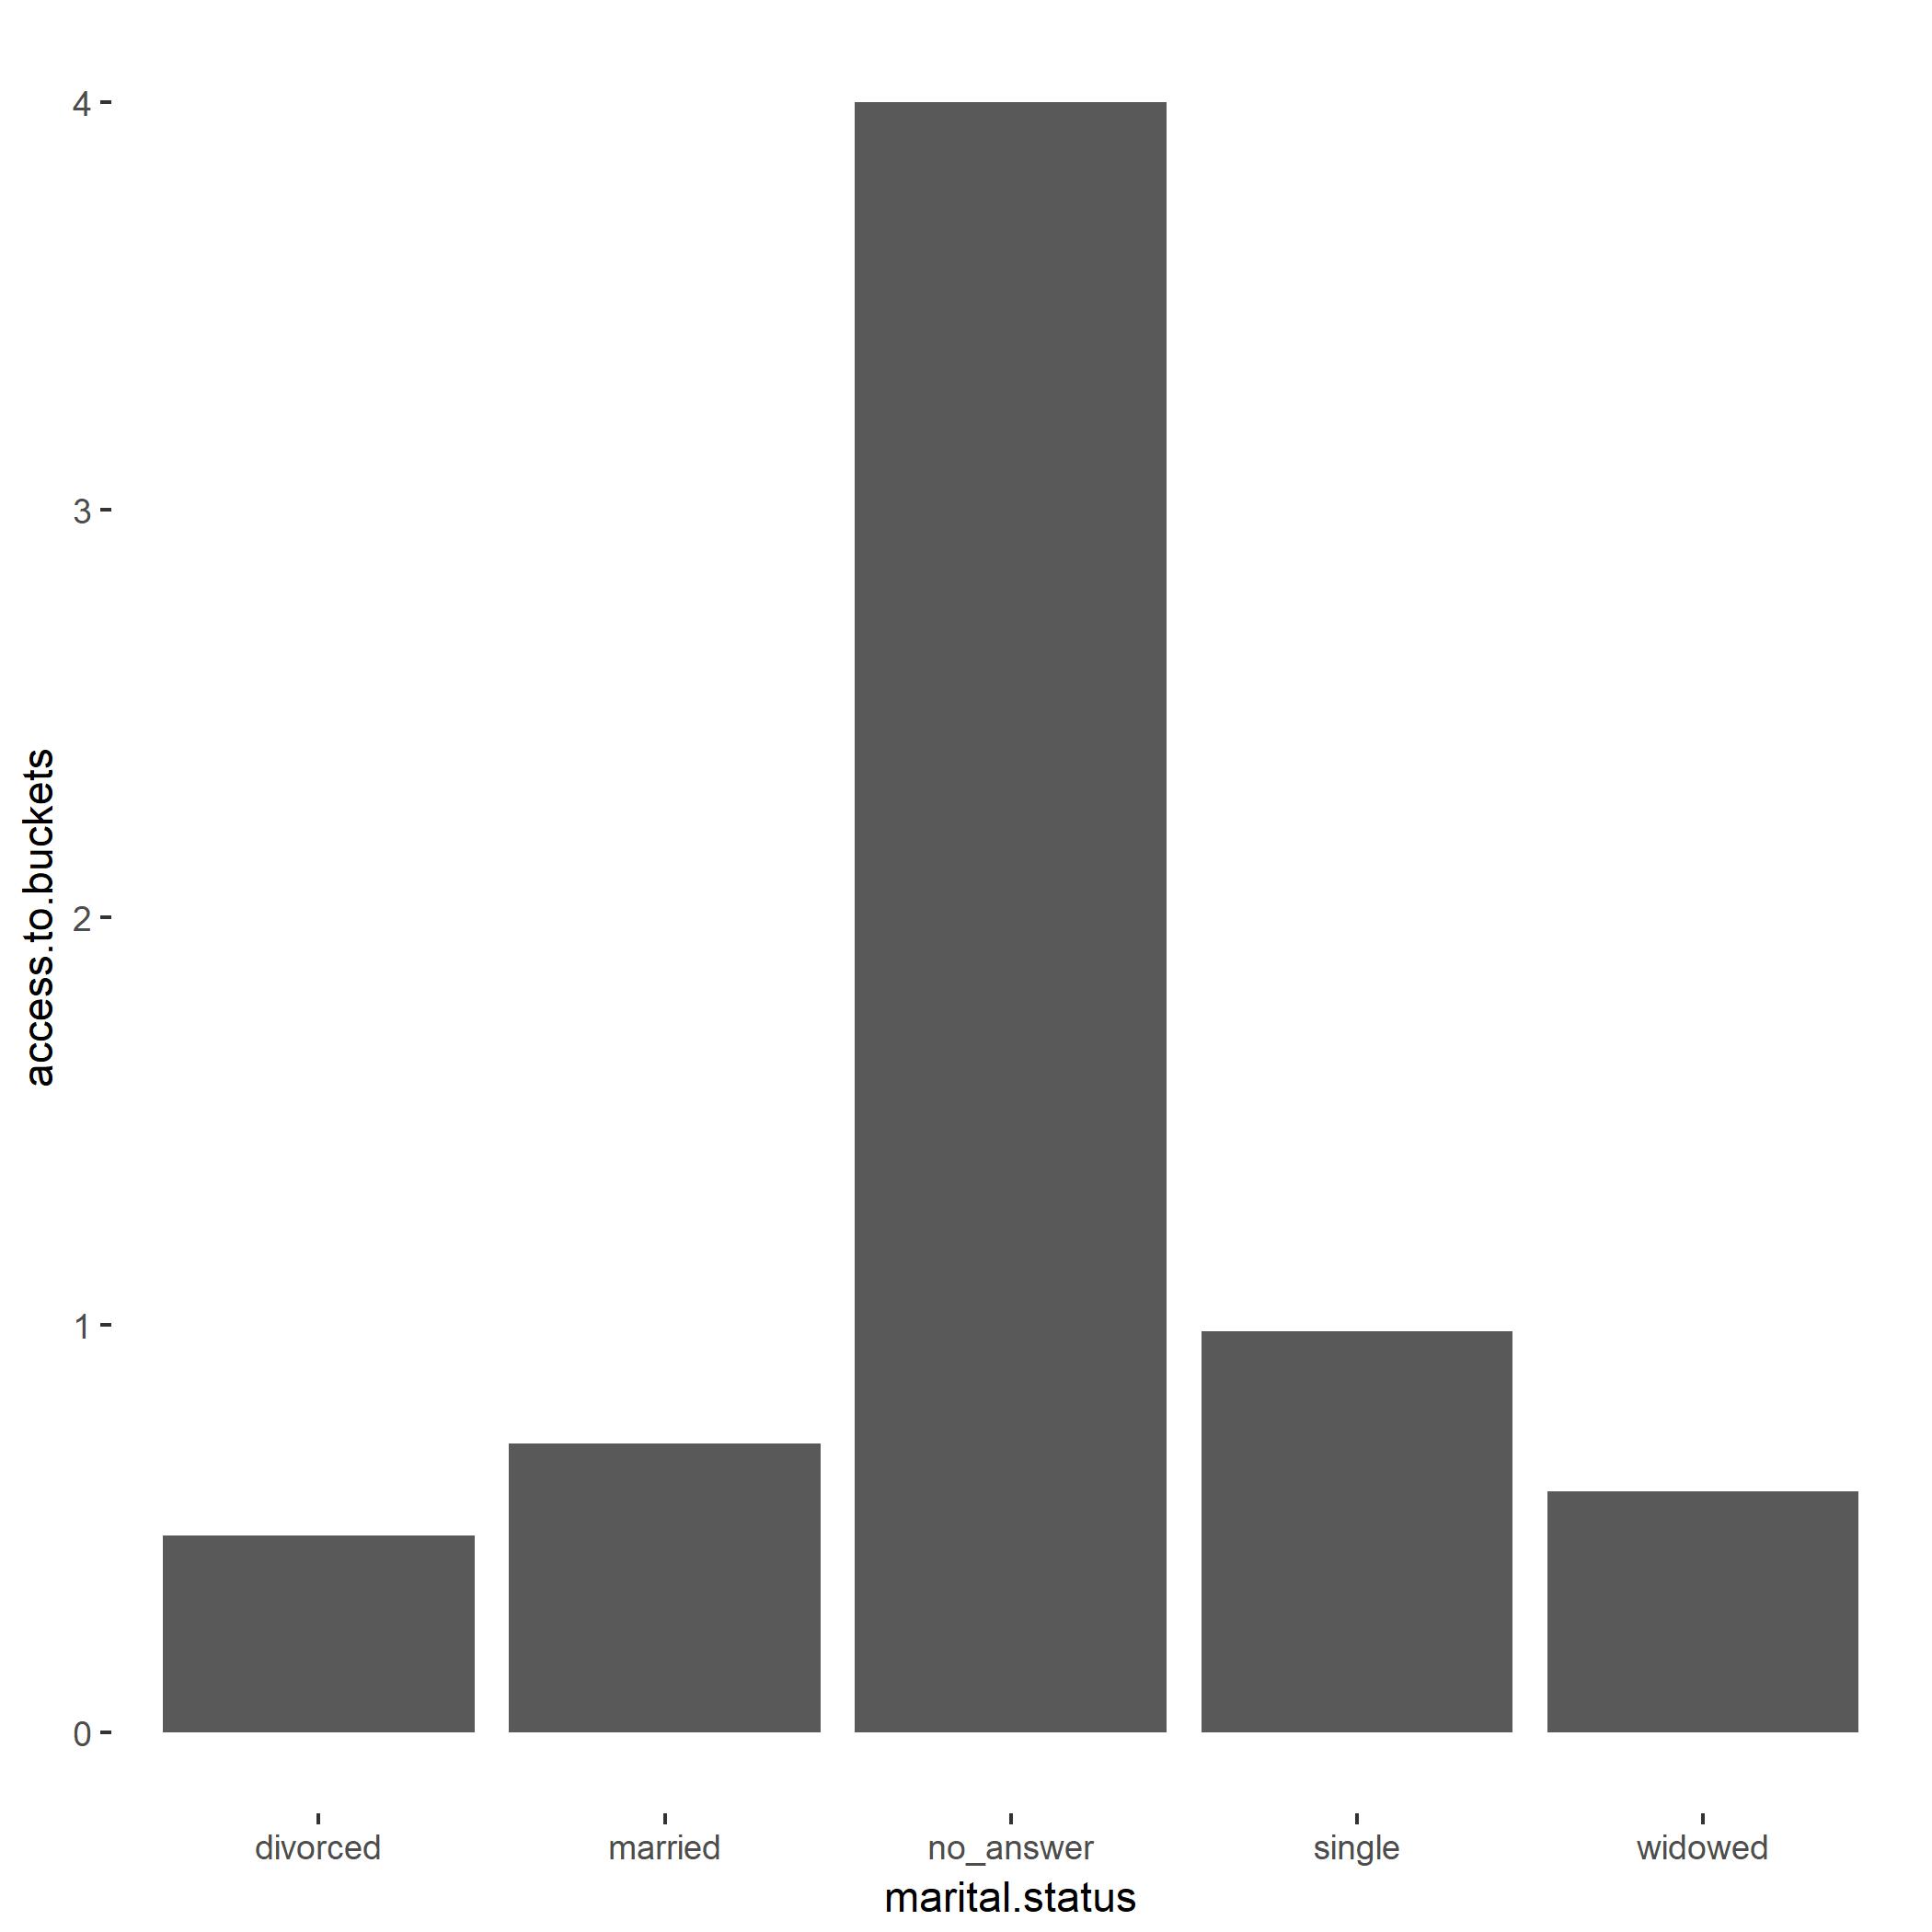 4
3
2
1
0
access.to.buckets
divorced married no_answer single widowed
marital.status